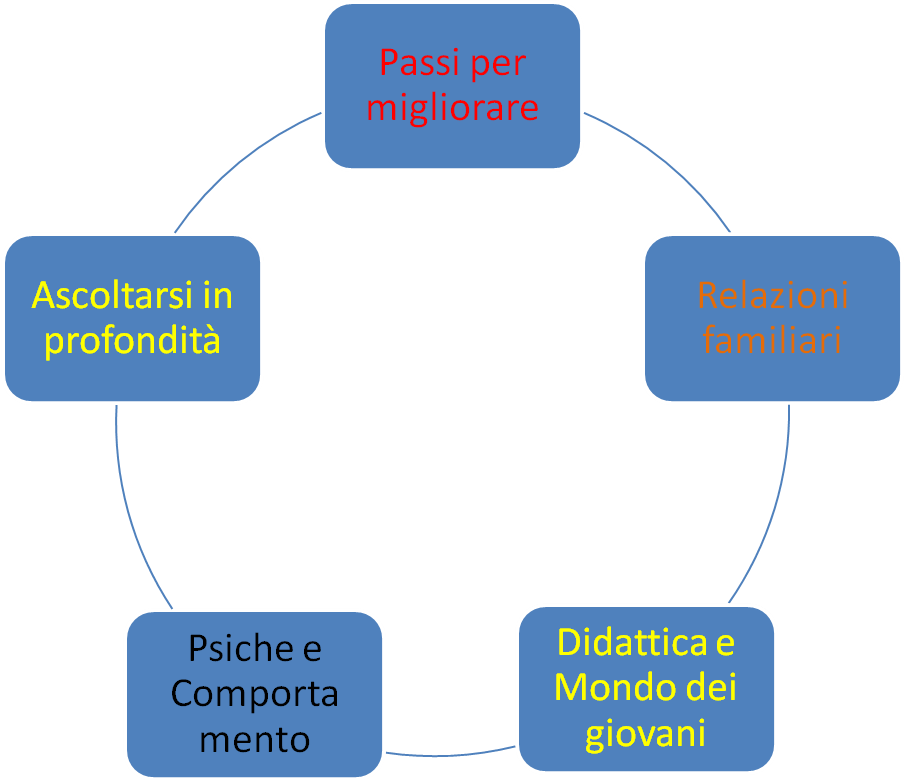 Passi per
migliorare
Relazioni
familiari
Didattica e
Mondo dei
giovani
Psiche e
Comporta
mento
Ascoltarsi in
profondità